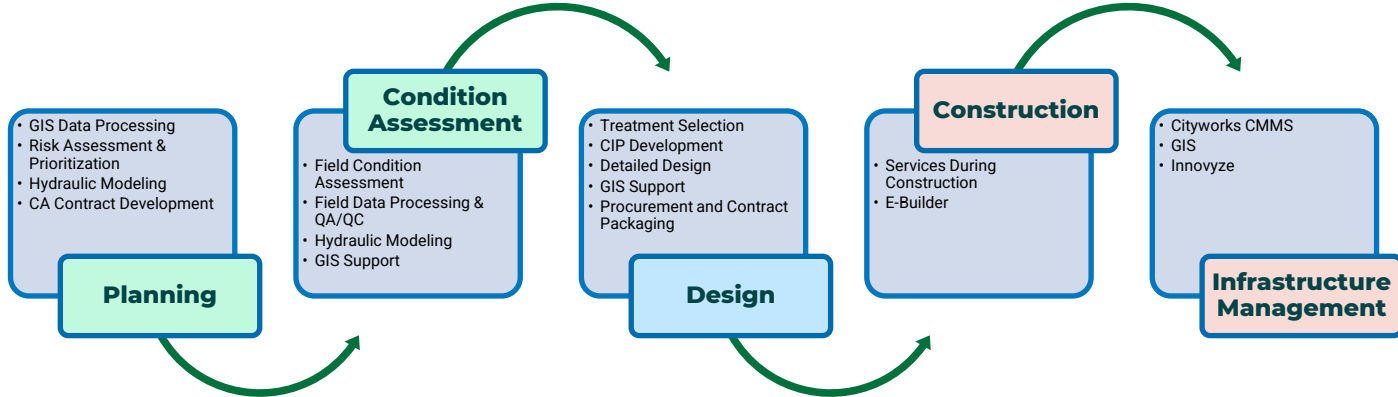 • GIS Data Processing
• Risk Assessment &
Prioritization
• Hydraulic Modeling
• CA Contract Development
Planning
Condition
Assessment
• Field Condition
Assessment
• Field Data Processing &
QA/QC
• Hydraulic Modeling
• GIS Support
• Treatment Selection
• CIP Development
• Detailed Design
• GIS Support
• Procurement and Contract
Packaging
Design
Construction
• Services During
Construction
• E-Builder
• Cityworks CMMS
• GIS
• Innovyze
Infrastructure
Management